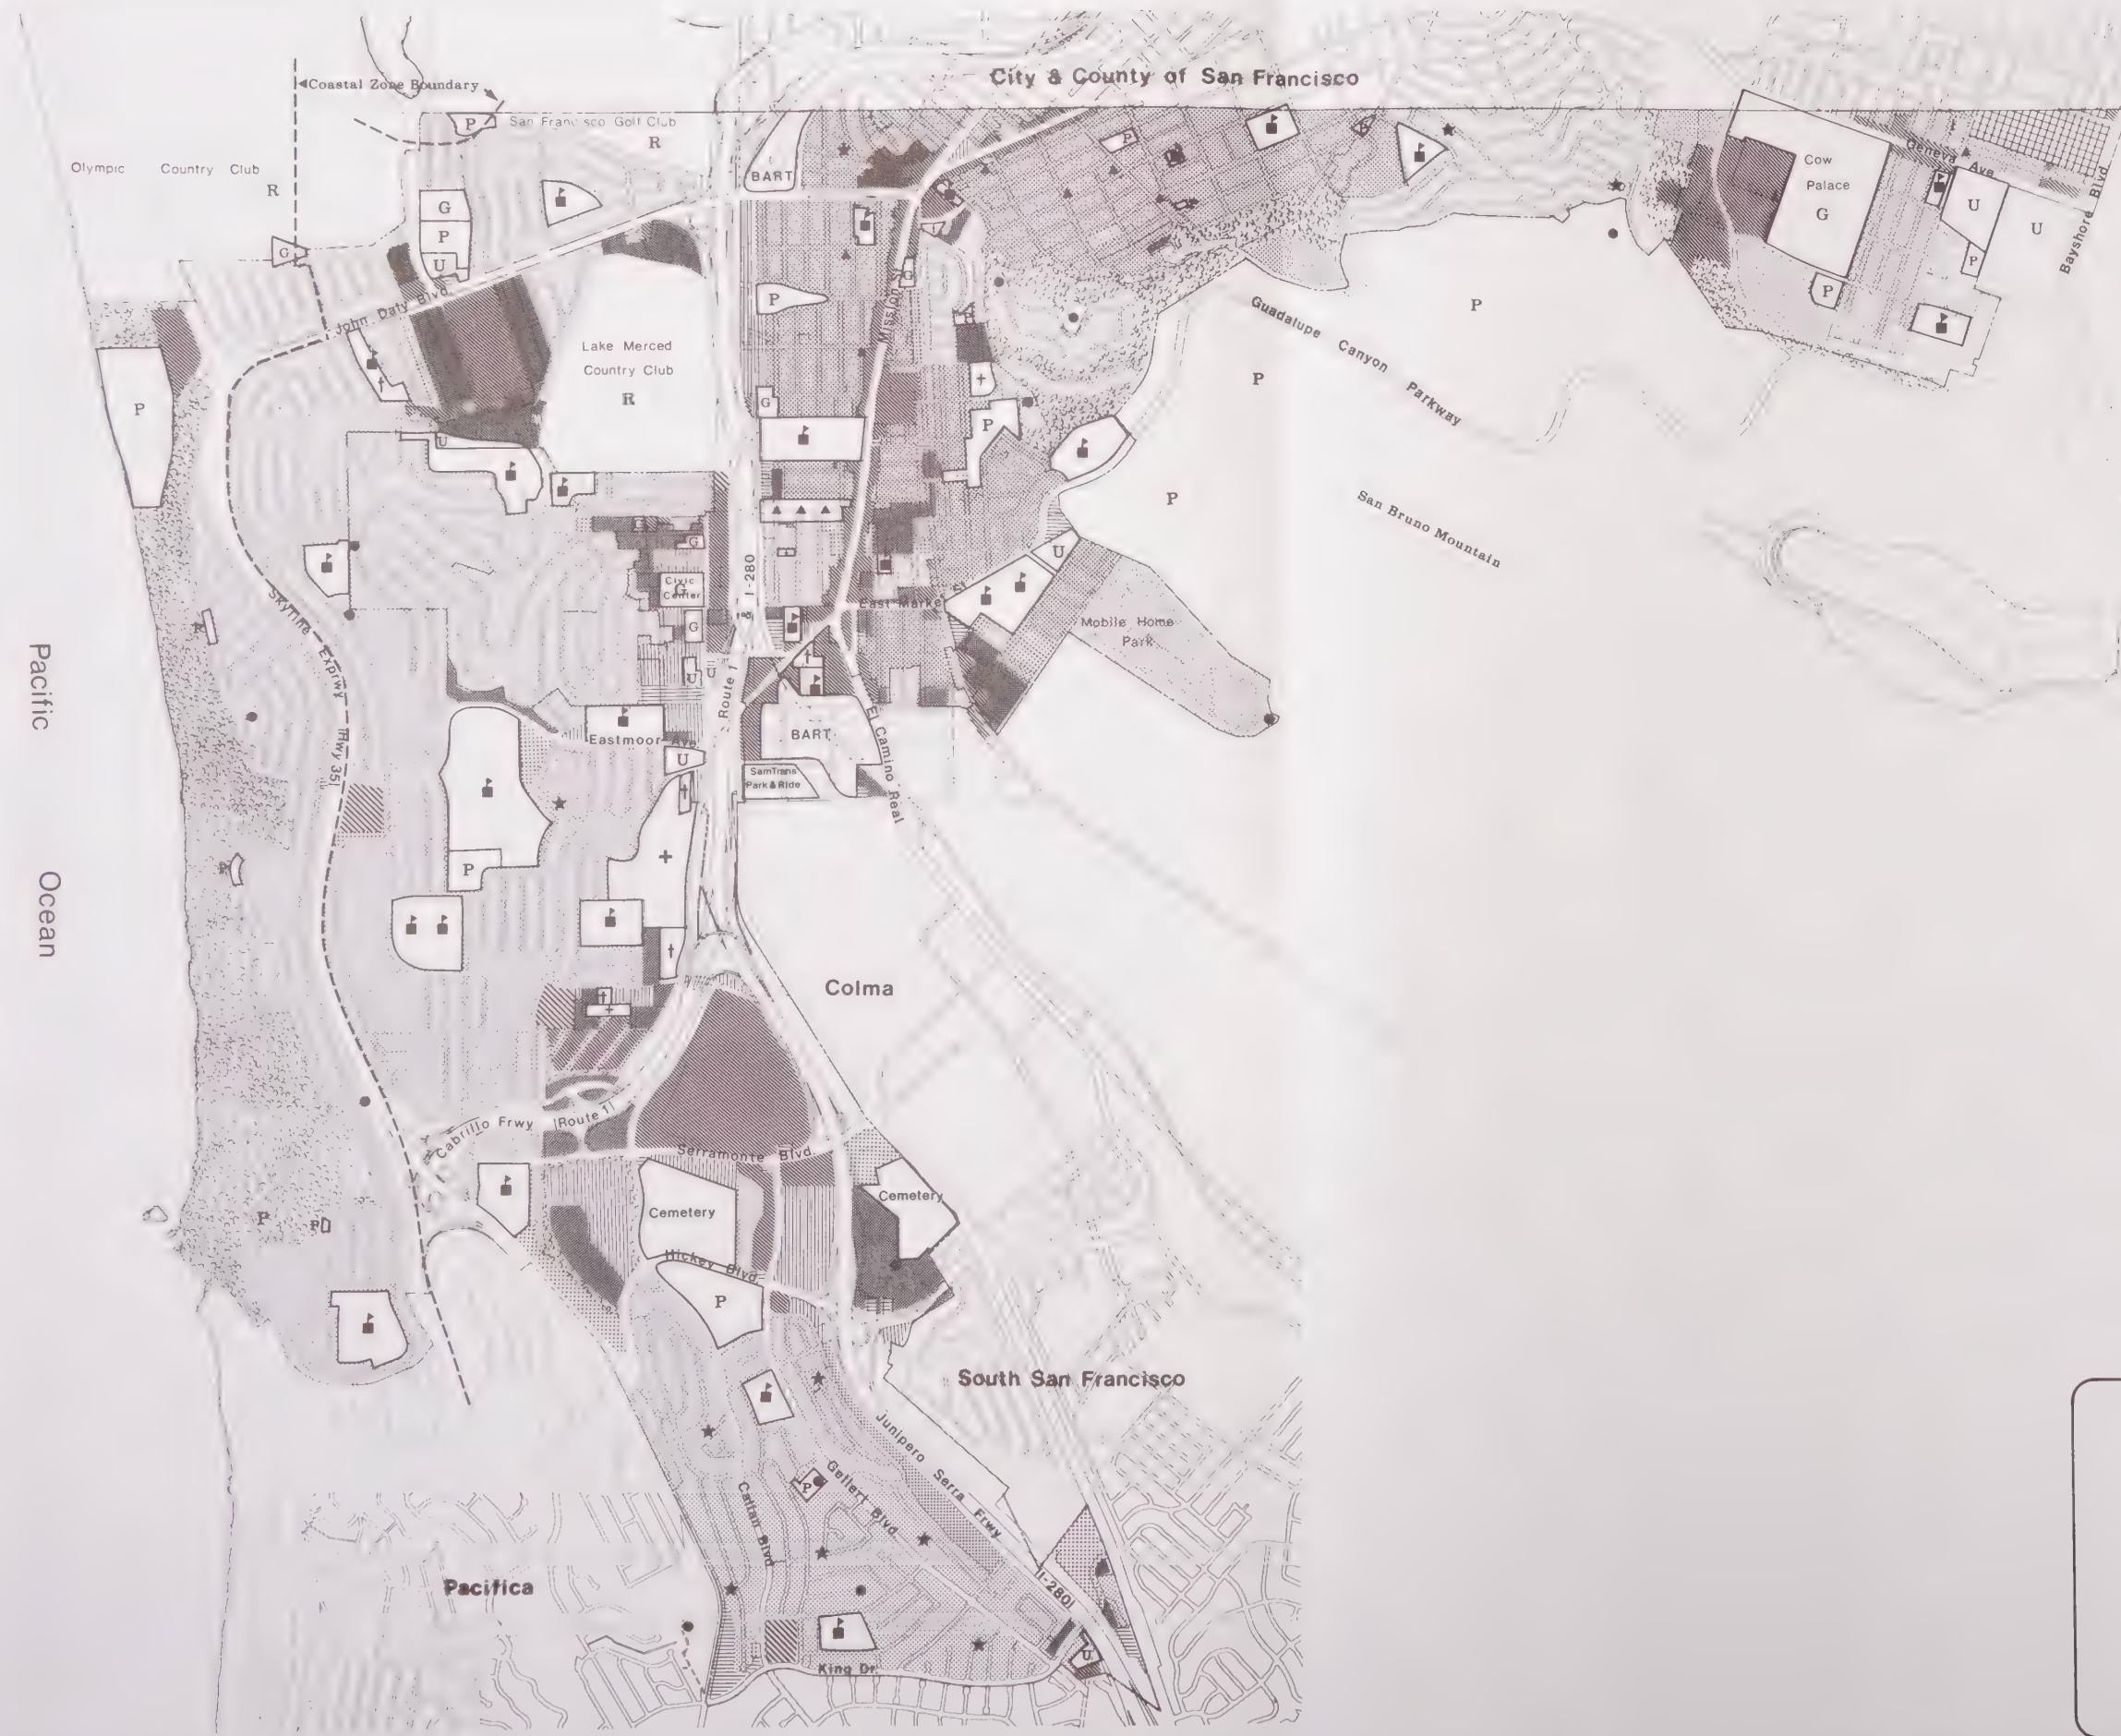 City & County of San Francisco
Coastal Zone Boundary
P
San Francisco Golf Club
R
Olympic Country Club
R
BART
Cow
Palace
G
Geneva Ave.
Bayshore Blvd
U
U
P
P
G
P
U
G
John Daly Blvd.
P
G
Mission
P
P
P
Guadalupe Canyon Parkway
P
P
P
San Bruno Mountain
Lake Merced
Country Club
R
P
G
P
U
G
Civic
Center
G
G
I-280
&
Route 1
East Market St
U
Mobile Home
Park
U
U
Skyline Exprwy Hwy 35
Pacific Ocean
Eastmoor Ave
U
BART
SamTrans
Park & Ride
El Camino Real
P
P
P
Colma
Cabrillo Frwy (Route 1)
Serramonte Blvd.
Cemetery
Cemetery
Hickey Blvd.
P
P
P
South San Francisco
Junipero Serra Frwy
I-280
Gellert Blvd.
P
Callan Blvd
Pacifica
King Dr.
U